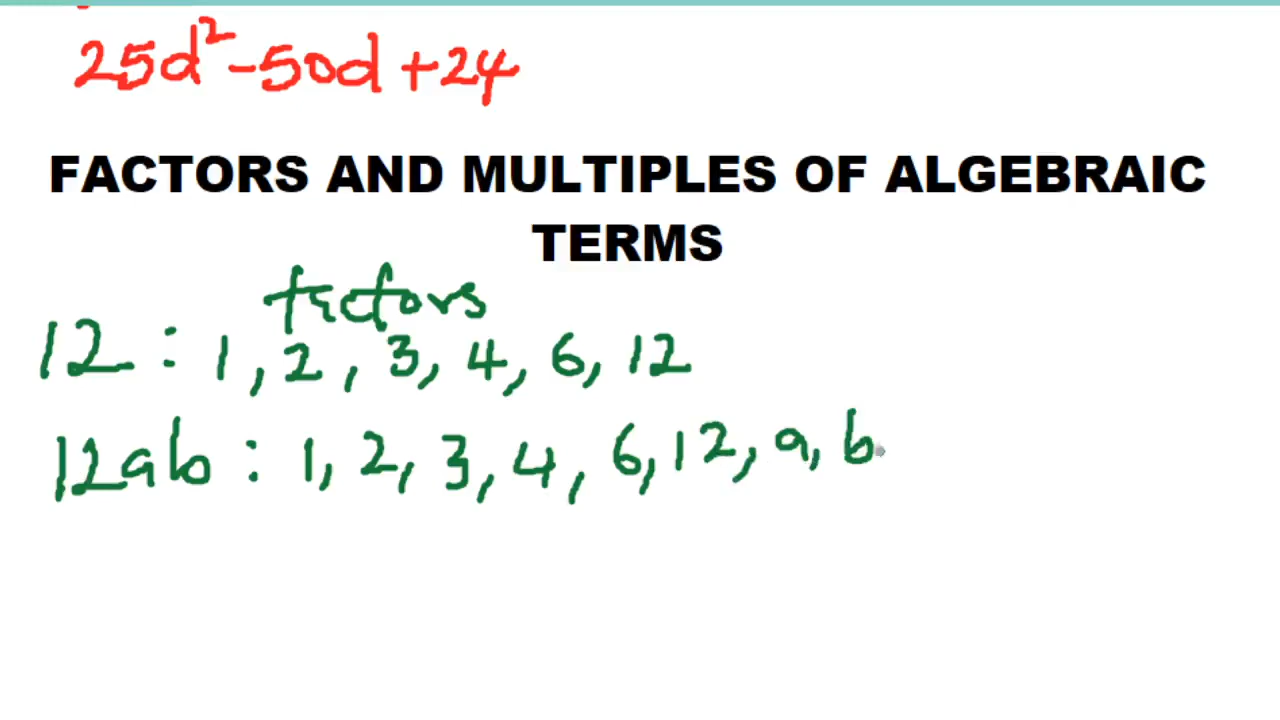 25d²-50d+24
FACTORS AND MULTIPLES OF ALGEBRAIC
TERMS
factors
12 : 1, 2, 3, 4, 6, 12
12ab : 1, 2, 3, 4, 6, 12, a, b